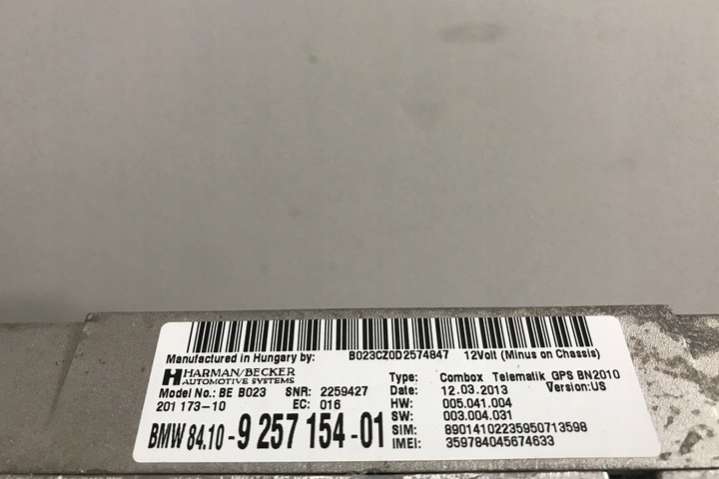 Manufactured in Hungary by: B023CZ0D2574847 12Volt (Minus on Chassis)
HARMAN/BECKER
AUTOMOTIVE SYSTEMS
Model No.: BE B023 SNR: 2259427
201 173-10 EC: 016
BMW 84.10-9 257 154-01
Type: Combox Telematik GPS BN2010
Date: 12.03.2013 Version:US
HW: 005.041.004
SW: 003.004.031
SIM: 89014102235950713598
IMEI: 359784045674633